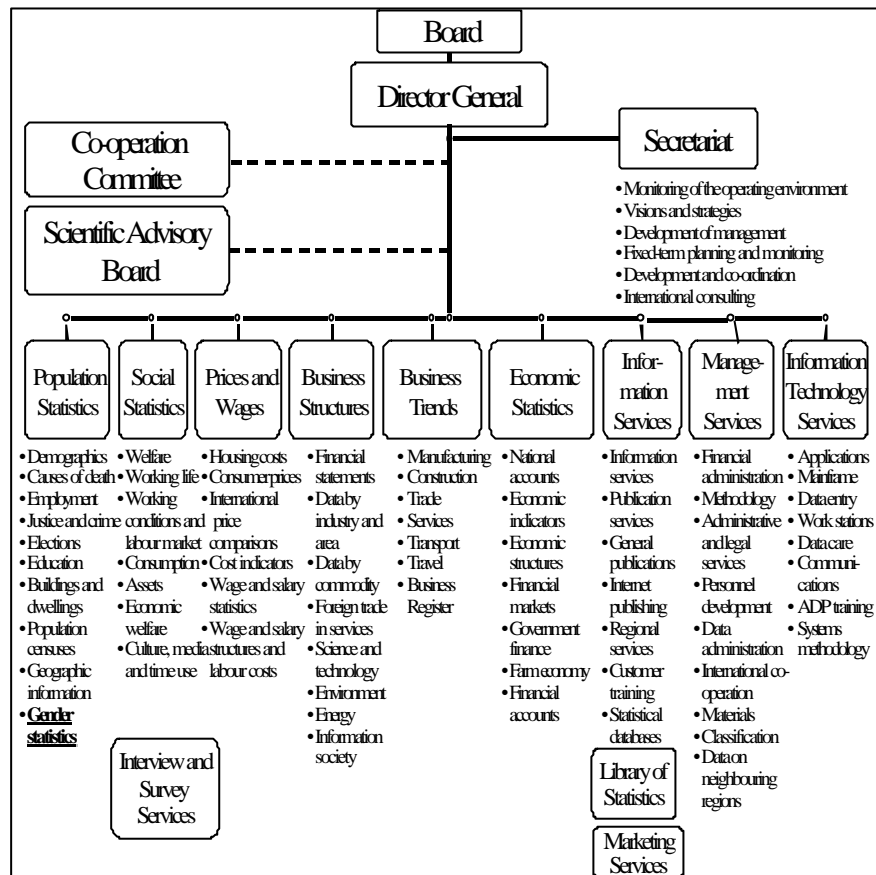 Board
Director General
Co-operation
Committee
Secretariat
• Monitoring of the operating environment
• Visions and strategies
• Development of management
• Fixed-term planning and monitoring
• Development and co-ordination
• International consulting
Scientific Advisory
Board
Population
Statistics
• Demographics
• Causes of death
• Employment
• Justice and crime
• Elections
• Education
• Buildings and
dwellings
• Population
censuses
• Geographic
information
• Gender
statistics
Social
Statistics
• Welfare
• Working life
• Working
conditions and
labour market
• Consumption
• Assets
• Economic
welfare
• Culture, media
and time use
Interview and
Survey
Services
Prices and
Wages
• Housing costs
• Consumer prices
• International
price
comparisons
• Cost indicators
• Wage and salary
statistics
• Wage and salary
structures and
labour costs
Business
Structures
• Financial
statements
• Data by
industry and
area
• Data by
commodity
• Foreign trade
in services
• Science and
technology
• Environment
• Energy
• Information
society
Business
Trends
• Manufacturing
• Construction
• Trade
• Services
• Transport
• Travel
• Business
Register
Economic
Statistics
• National
accounts
• Economic
indicators
• Economic
structures
• Financial
markets
• Government
finance
• Farm economy
• Financial
accounts
Infor-
mation
Services
• Information
services
• Publication
services
• General
publications
• Internet
publishing
• Regional
services
• Customer
training
• Statistical
databases
Library of
Statistics
Marketing
Services
Manage-
ment
Services
• Financial
administration
• Methodology
• Administrative
and legal
services
• Personnel
development
• Data
administration
• International co-
operation
• Materials
• Classification
• Data on
neighbouring
regions
Information
Technology
Services
• Applications
• Mainframe
• Data entry
• Work stations
• Data care
• Communi-
cations
• ADP training
• Systems
methodology